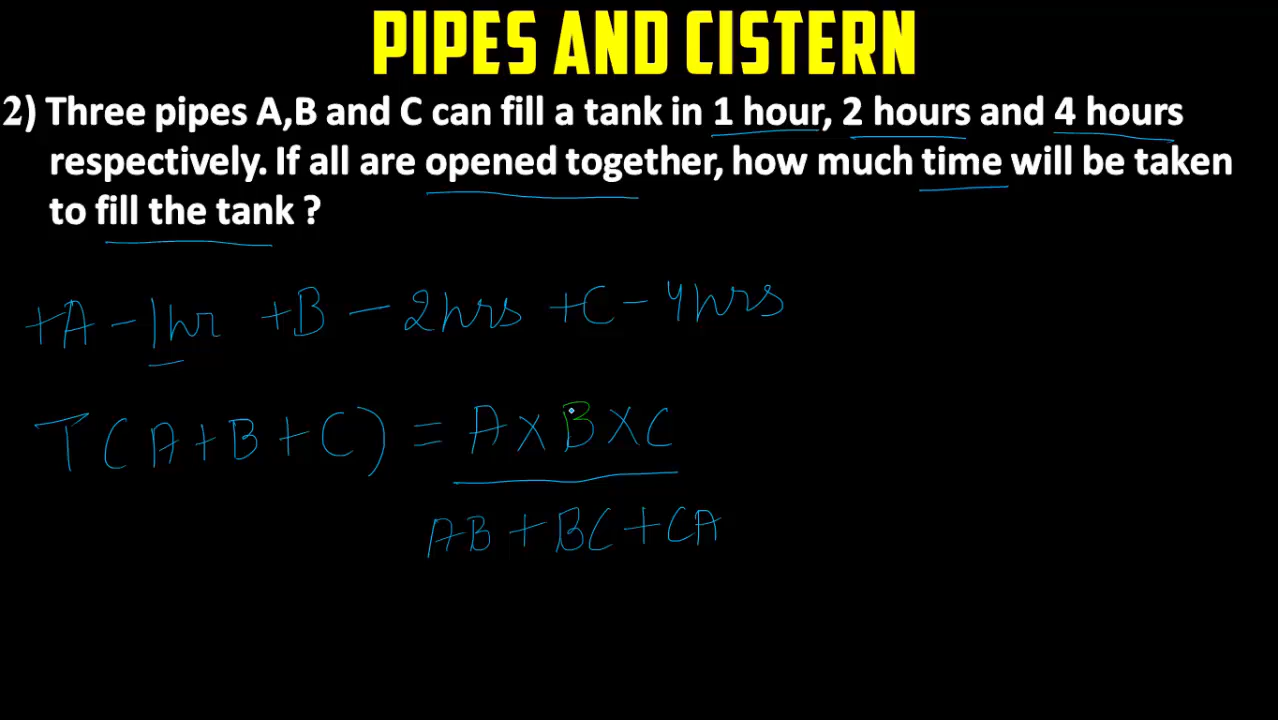 PIPES AND CISTERN
2) Three pipes A,B and C can fill a tank in 1 hour, 2 hours and 4 hours
respectively. If all are opened together, how much time will be taken
to fill the tank ?
+A - 1hr +B - 2hrs +C - 4hrs
T(A+B+C) = A×B×C
AB+BC+CA